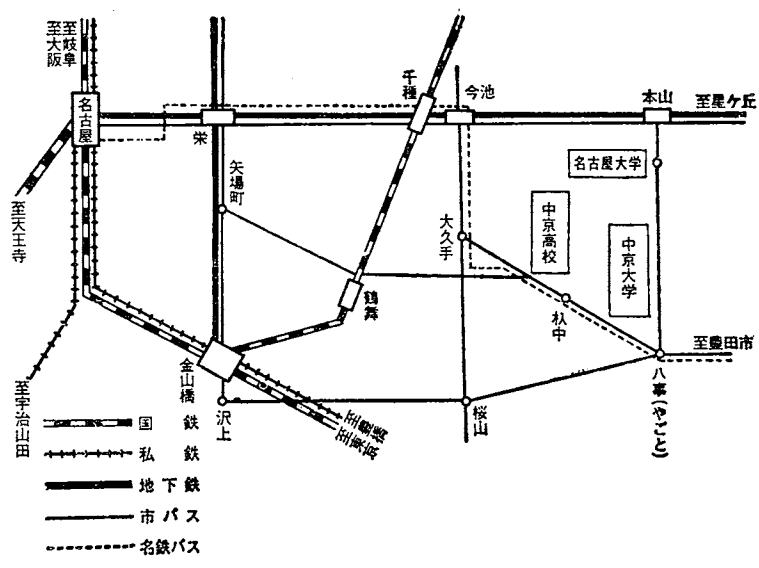 至岐阜
至大阪
名古屋
千種
今池
本山
至星ケ丘
栄
矢場町
名古屋大学
至天王寺
大久手
中京高校
中京大学
鶴舞
杁中
至豊田市
金山橋
沢上
桜山
八事(やごと)
至宇治山田
至豊橋
至東京
国鉄
私鉄
地下鉄
市バス
名鉄バス